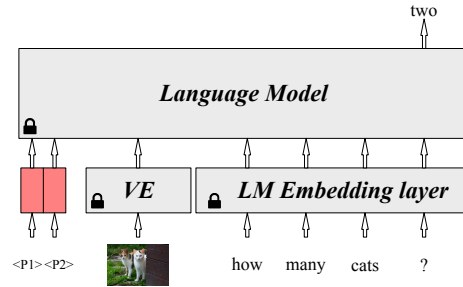 two
Language Model
VE
LM Embedding layer
<P1> <P2>
how many cats ?